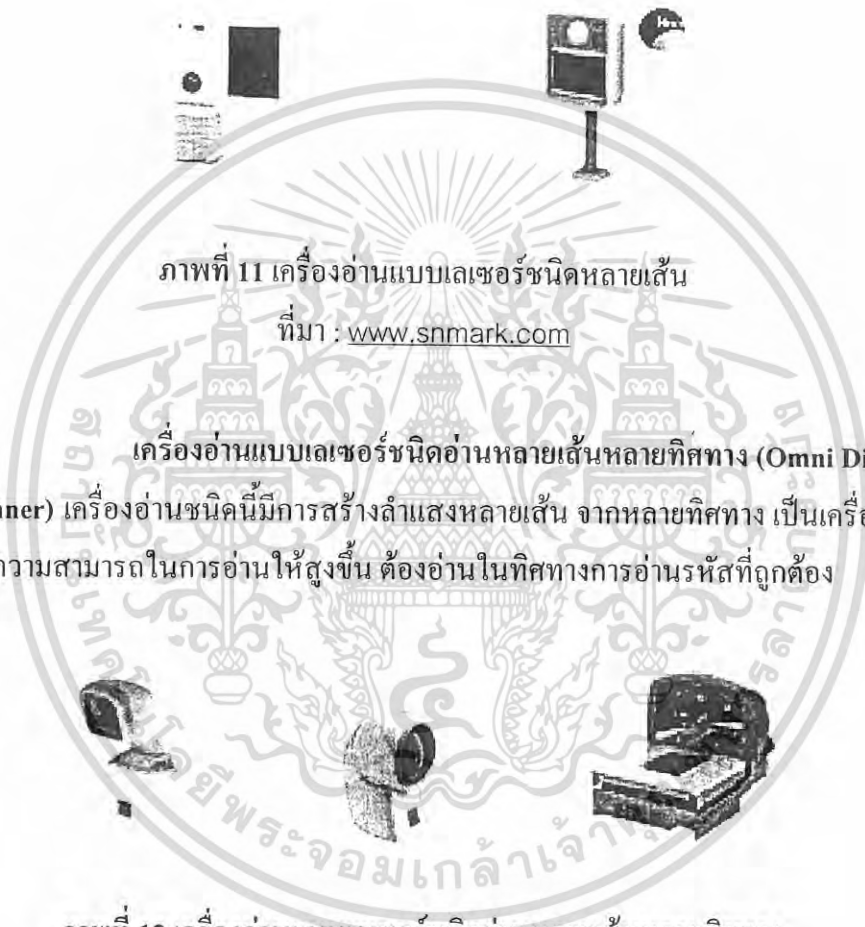 ภาพที่ 11 เครื่องอ่านแบบเลเซอร์ชนิดหลายเส้น
ที่มา : www.snmark.com
เครื่องอ่านแบบเลเซอร์ชนิดอ่านหลายเส้นหลายทิศทาง (Omni Di
ner) เครื่องอ่านชนิดนี้มีการสร้างลำแสงหลายเส้น จากหลายทิศทาง เป็นเครื่อ
ความสามารถในการอ่านให้สูงขึ้น ต้องอ่านในทิศทางการอ่านรหัสที่ถูกต้อง